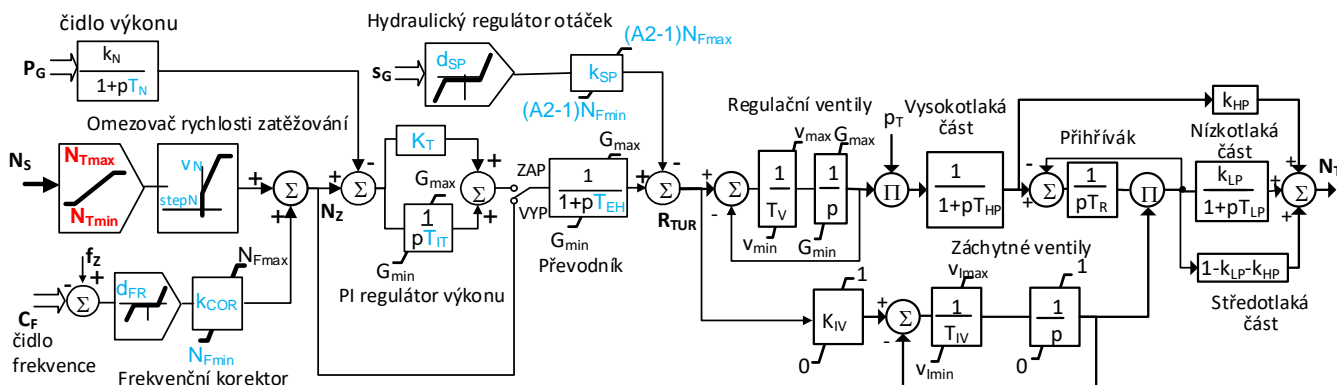 čidlo výkonu
Hydraulický regulátor otáček
P_G
k_N
1+pT_N
s_G
d_SP
k_SP
(A2-1)N_Fmax
(A2-1)N_Fmin
Omezovač rychlosti zatěžování
N_S
N_Tmax
N_Tmin
v_N
stepN
+
Σ
+
N_Z
-
+
Σ
K_T
G_max
1
pT_IT
G_min
+
Σ
+
PI regulátor výkonu
ZAP
VYP
G_max
1
1+pT_EH
G_min
Převodník
-
+
Σ
R_TUR
f_Z
+
-
Σ
C_F
čidlo
frekvence
d_FR
k_COR
N_Fmax
N_Fmin
Frekvenční korektor
Regulační ventily
+
-
Σ
v_max
1
T_V
v_min
G_max
1
p
G_min
p_T
Π
Vysokotlaká
část
1
1+pT_HP
k_HP
Přihřívák
-
+
Σ
1
pT_R
Π
Nízkotlaká
část
k_LP
1+pT_LP
1-k_LP-k_HP
Středotlaká
část
+
+
+
Σ
N_T
Záchytné ventily
1
K_IV
0
+
-
Σ
v_Imax
1
T_IV
v_Imin
1
1
p
0